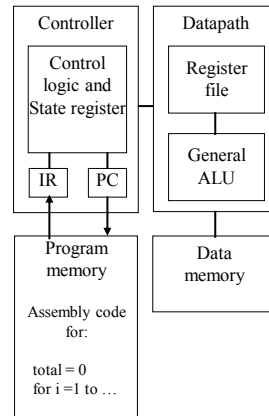 Controller
Control
logic and
State register
IR
PC
Datapath
Register
file
General
ALU
Program
memory
Assembly code
for:
total = 0
for i =1 to …
Data
memory